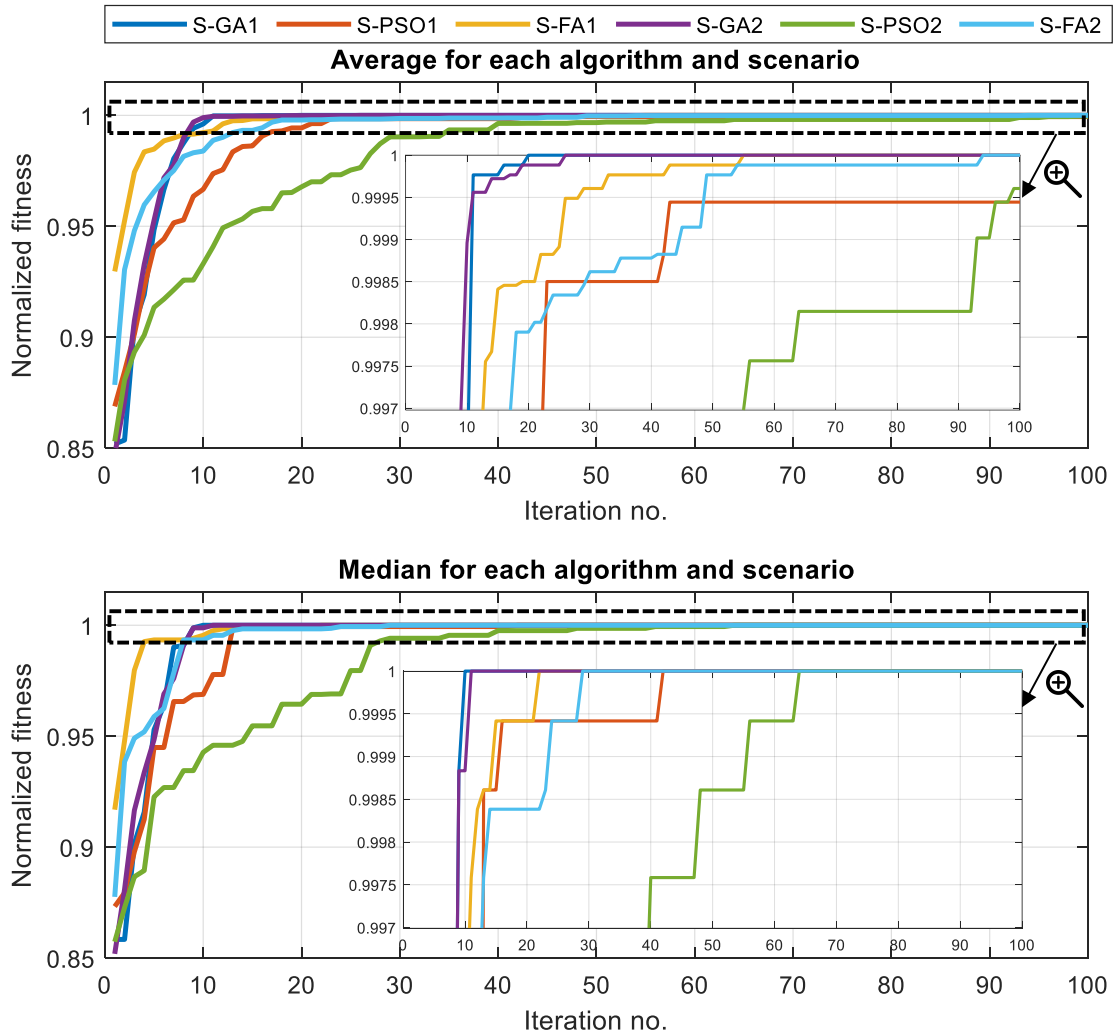 S-GA1 S-PSO1 S-FA1 S-GA2 S-PSO2 S-FA2
Average for each algorithm and scenario
Normalized fitness
1
0.95
0.9
0.85
0 10 20 30 40 50 60 70 80 90 100
Iteration no.
1
0.9995
0.999
0.9985
0.998
0.9975
0.997
0 10 20 30 40 50 60 70 80 90 100
Median for each algorithm and scenario
Normalized fitness
1
0.95
0.9
0.85
0 10 20 30 40 50 60 70 80 90 100
Iteration no.
1
0.9995
0.999
0.9985
0.998
0.9975
0.997
0 10 20 30 40 50 60 70 80 90 100